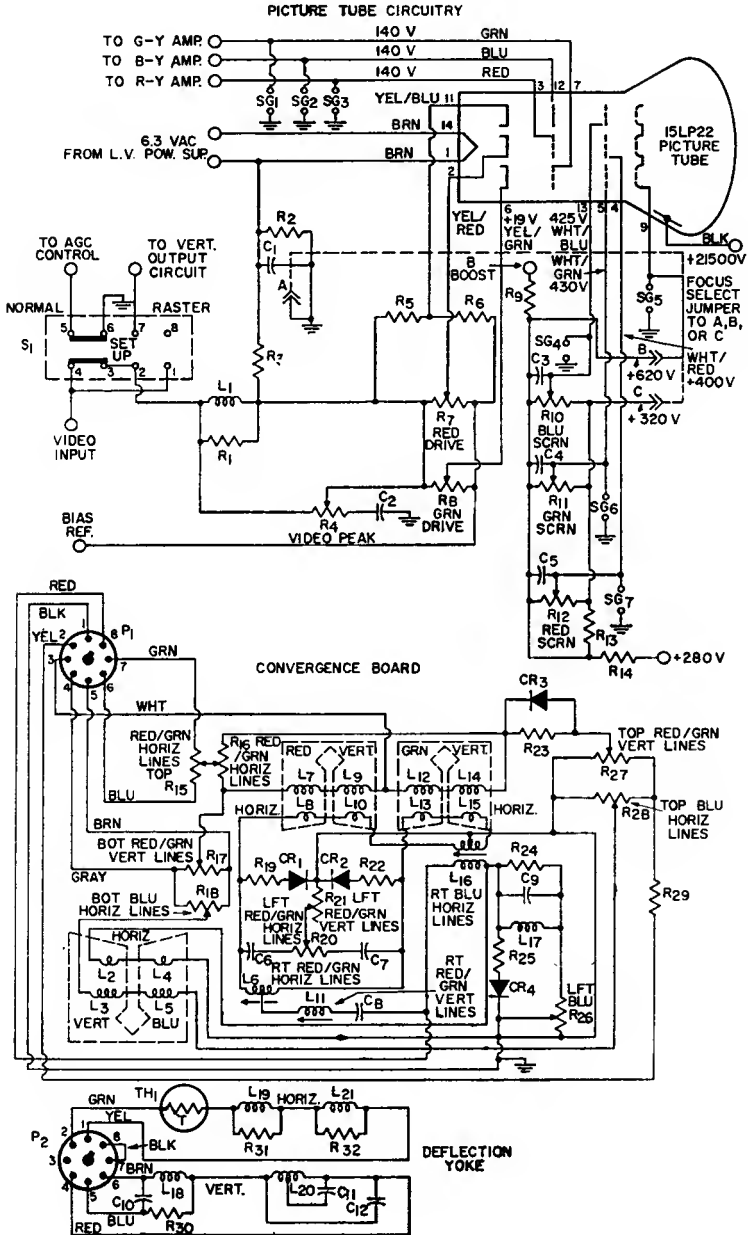 PICTURE TUBE CIRCUITRY
TO G-Y AMP.
140 V
GRN
TO B-Y AMP.
140 V
BLU
TO R-Y AMP.
140 V
RED
SG1
SG2
SG3
3
12
7
YEL/BLU
11
14
BRN
6.3 VAC
FROM L.V. POW. SUP.
BRN
1
2
15LP22
PICTURE
TUBE
YEL/
RED
6
+19V
YEL/
GRN
13
5
4
9
425V
WHT/
BLU
WHT/
GRN
430V
BLK
+21500V
R2
C1
A
B
BOOST
R9
TO AGC
CONTROL
TO VERT.
OUTPUT
CIRCUIT
NORMAL
RASTER
5
6
7
8
S1
SET
UP
4
3
2
1
VIDEO
INPUT
R5
R6
SG4
SG5
FOCUS
SELECT
JUMPER
TO A,B,
OR C
WHT/
RED
+400V
B
+620V
C
+320V
L1
R1
R7
RED
DRIVE
C3
R10
BLU
SCRN
C4
R11
GRN
SCRN
SG6
R8
GRN
DRIVE
R4
C2
VIDEO PEAK
BIAS
REF.
C5
R12
RED
SCRN
SG7
R13
R14
+280V
RED
BLK
YEL
1
2
3
4
5
6
7
8
P1
GRN
CONVERGENCE BOARD
WHT
CR3
R23
RED/GRN
HORIZ
LINES
TOP
R15
R16 RED
/GRN
HORIZ
LINES
BLU
RED
VERT.
L7
L9
L8
L10
HORIZ.
GRN
VERT.
L12
L14
L13
L15
HORIZ.
TOP RED/GRN
VERT LINES
R27
R28
TOP BLU
HORIZ
LINES
BRN
BOT RED/GRN
VERT LINES
GRAY
R17
R18
BOT BLU
HORIZ LINES
R19
CR1
CR2
R22
R21
LFT
RED/GRN
HORIZ
LINES
LFT
RED/GRN
VERT LINES
R20
C6
C7
RT RED/GRN
HORIZ LINES
L16
RT BLU
HORIZ
LINES
R24
C9
L17
R25
CR4
R29
L6
L11
C8
RT
RED/
GRN
VERT
LINES
LFT
BLU
R26
HORIZ
L2
L4
L3
L5
VERT
BLU
GRN
TH1
T
YEL
L19
HORIZ.
L21
R31
R32
P2
1
2
3
4
5
6
7
8
BLK
BRN
L18
VERT.
L20
C11
C12
C10
BLU
R30
RED
DEFLECTION
YOKE